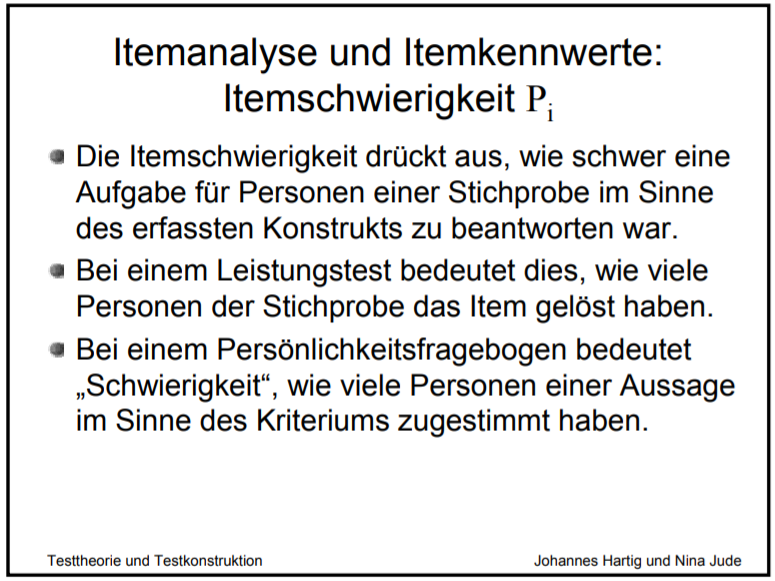 Itemanalyse und Itemkennwerte:
Itemschwierigkeit Pi
Die Itemschwierigkeit drückt aus, wie schwer eine
Aufgabe für Personen einer Stichprobe im Sinne
des erfassten Konstrukts zu beantworten war.
Bei einem Leistungstest bedeutet dies, wie viele
Personen der Stichprobe das Item gelöst haben.
Bei einem Persönlichkeitsfragebogen bedeutet
„Schwierigkeit“, wie viele Personen einer Aussage
im Sinne des Kriteriums zugestimmt haben.
Testtheorie und Testkonstruktion
Johannes Hartig und Nina Jude